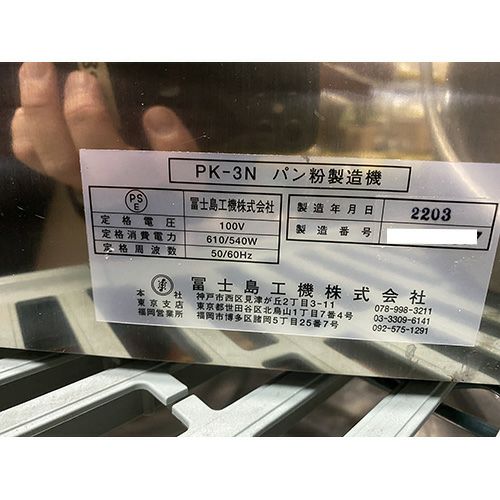 PK-3N パン粉製造機
PSE 冨士島工機株式会社
定格電圧 100V
定格消費電力 610/540W
定格周波数 50/60Hz
製造年月日 2203
製造番号
冨士島工機株式会社
本社 神戸市西区見津が丘2丁目3-11 078-998-3211
東京支店 東京都世田谷区北烏山1丁目7番4号 03-3309-6141
福岡営業所 福岡市博多区諸岡5丁目25番7号 092-575-1291